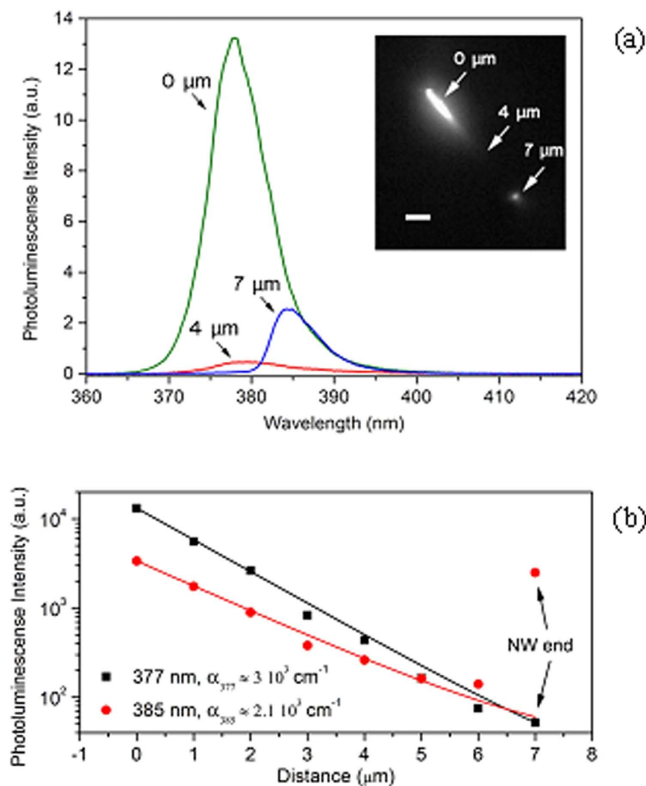 (a)
Photoluminescense Itensity (a.u.)
14
12
10
8
6
4
2
0
0 µm
7 µm
4 µm
0 µm
4 µm
7 µm
360 370 380 390 400 410 420
Wavelength (nm)
(b)
Photoluminescense Intensity (a.u.)
10⁴
10³
10²
NW end
377 nm, α₃₇₇ ≈ 3 10³ cm⁻¹
385 nm, α₃₈₅ ≈ 2.1 10³ cm⁻¹
-1 0 1 2 3 4 5 6 7 8
Distance (µm)